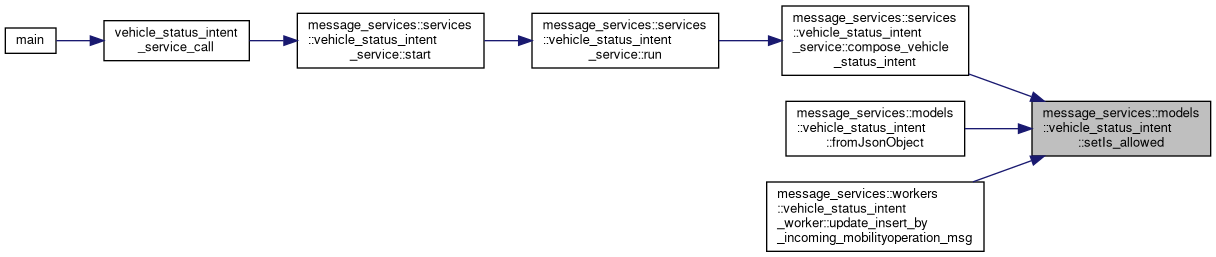 main
vehicle_status_intent
_service_call
message_services::services
::vehicle_status_intent
_service::start
message_services::services
::vehicle_status_intent
_service::run
message_services::services
::vehicle_status_intent
_service::compose_vehicle
_status_intent
message_services::models
::vehicle_status_intent
::fromJsonObject
message_services::workers
::vehicle_status_intent
_worker::update_insert_by
_incoming_mobilityoperation_msg
message_services::models
::vehicle_status_intent
::setIs_allowed